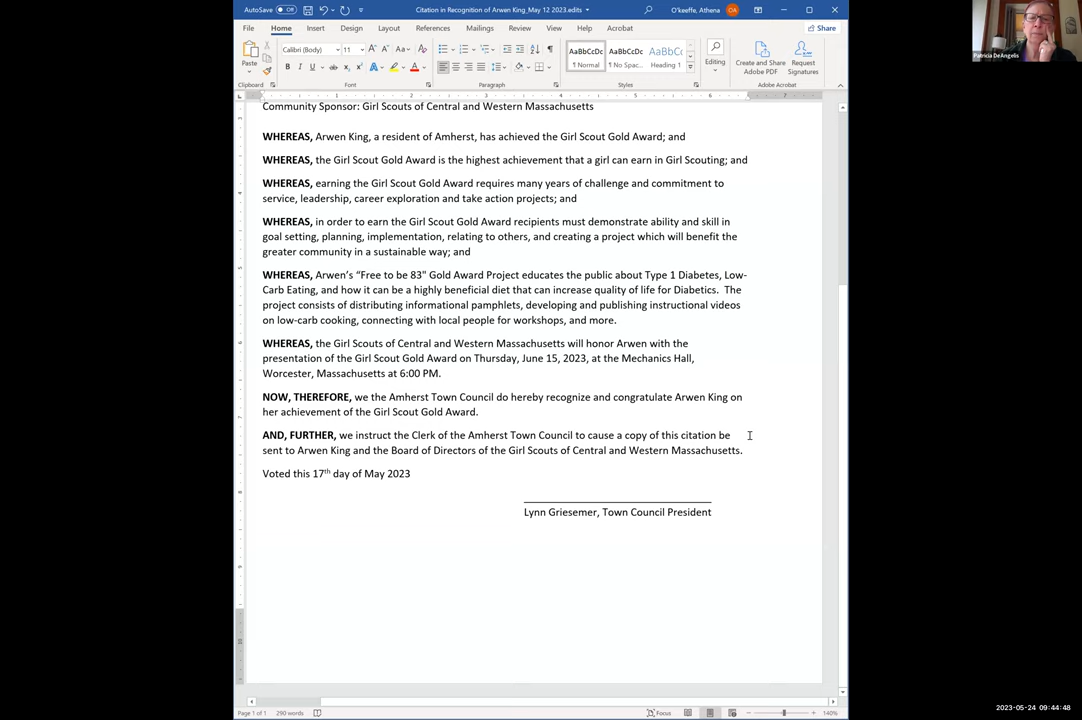 AutoSave Off
Citation in Recognition of Arwen King_May 12 2023.edits
O'keeffe, Athena OA
File Home Insert Draw Design Layout References Mailings Review View Help Acrobat Share
Paste
Clipboard
Calibri (Body) 11
Font
Paragraph
AaBbCcDc AaBbCcDc AaBbCc
¶ Normal ¶ No Spac... Heading 1
Styles
Editing
Create and Share Adobe PDF
Request Signatures
Adobe Acrobat
Patricia DeAngelis
Community Sponsor: Girl Scouts of Central and Western Massachusetts
WHEREAS, Arwen King, a resident of Amherst, has achieved the Girl Scout Gold Award; and
WHEREAS, the Girl Scout Gold Award is the highest achievement that a girl can earn in Girl Scouting; and
WHEREAS, earning the Girl Scout Gold Award requires many years of challenge and commitment to
service, leadership, career exploration and take action projects; and
WHEREAS, in order to earn the Girl Scout Gold Award recipients must demonstrate ability and skill in
goal setting, planning, implementation, relating to others, and creating a project which will benefit the
greater community in a sustainable way; and
WHEREAS, Arwen's “Free to be 83" Gold Award Project educates the public about Type 1 Diabetes, Low-
Carb Eating, and how it can be a highly beneficial diet that can increase quality of life for Diabetics. The
project consists of distributing informational pamphlets, developing and publishing instructional videos
on low-carb cooking, connecting with local people for workshops, and more.
WHEREAS, the Girl Scouts of Central and Western Massachusetts will honor Arwen with the
presentation of the Girl Scout Gold Award on Thursday, June 15, 2023, at the Mechanics Hall,
Worcester, Massachusetts at 6:00 PM.
NOW, THEREFORE, we the Amherst Town Council do hereby recognize and congratulate Arwen King on
her achievement of the Girl Scout Gold Award.
AND, FURTHER, we instruct the Clerk of the Amherst Town Council to cause a copy of this citation be
sent to Arwen King and the Board of Directors of the Girl Scouts of Central and Western Massachusetts.
Voted this 17th day of May 2023
Lynn Griesemer, Town Council President
Page 1 of 1 290 words
Focus
140%
2023-05-24 09:44:48